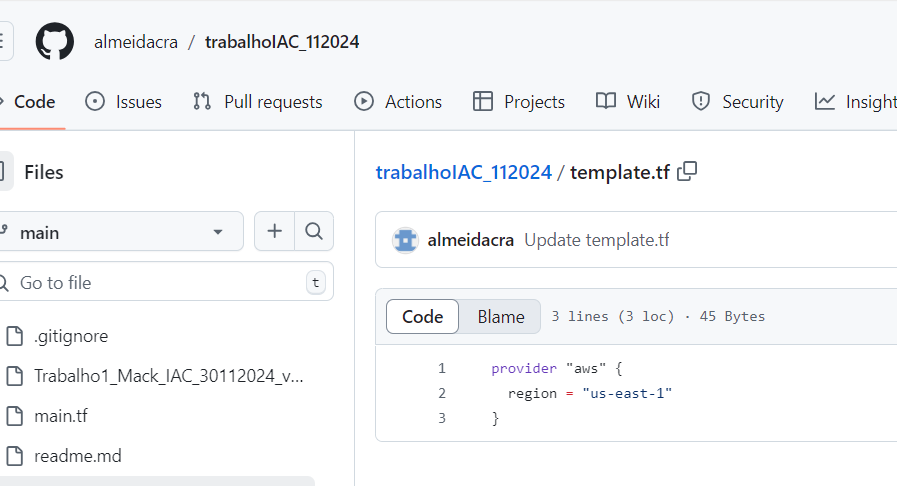 almeidacra / trabalhoIAC_112024
Code Issues Pull requests Actions Projects Wiki Security Insight
Files
main
Go to file t
.gitignore
Trabalho1_Mack_IAC_30112024_v...
main.tf
readme.md
trabalhoIAC_112024 / template.tf
almeidacra Update template.tf
Code Blame 3 lines (3 loc) · 45 Bytes
1 provider "aws" {
2 region = "us-east-1"
3 }